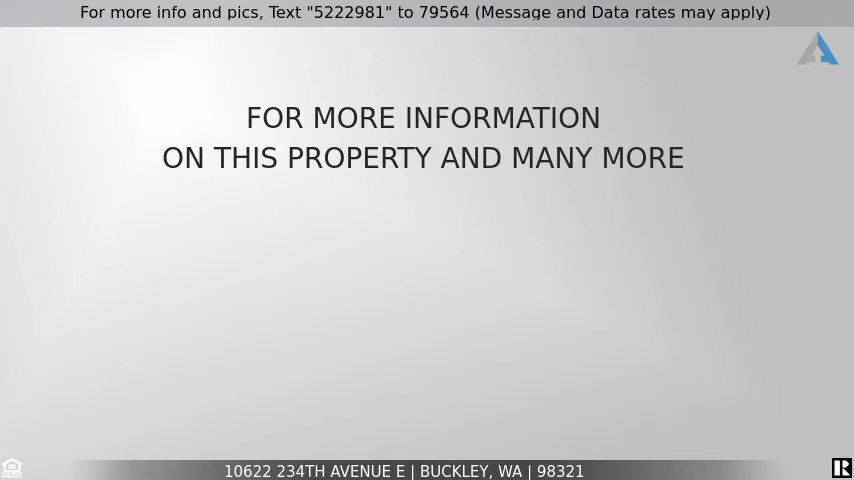 For more info and pics, Text "5222981" to 79564 (Message and Data rates may apply)
FOR MORE INFORMATION
ON THIS PROPERTY AND MANY MORE
10622 234TH AVENUE E | BUCKLEY, WA | 98321